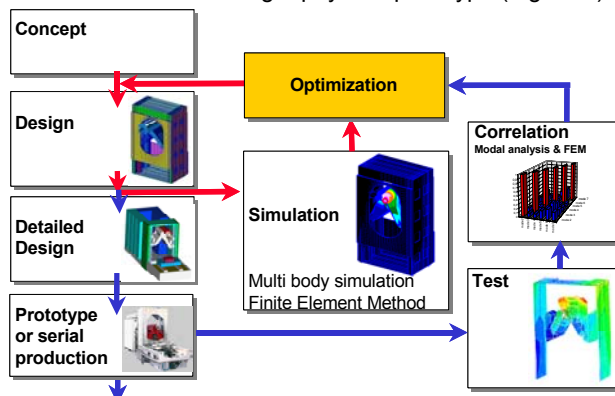 Concept
Optimization
Design
Correlation
Modal analysis & FEM
Simulation
Detailed
Design
Multi body simulation
Finite Element Method
Test
Prototype
or serial
production